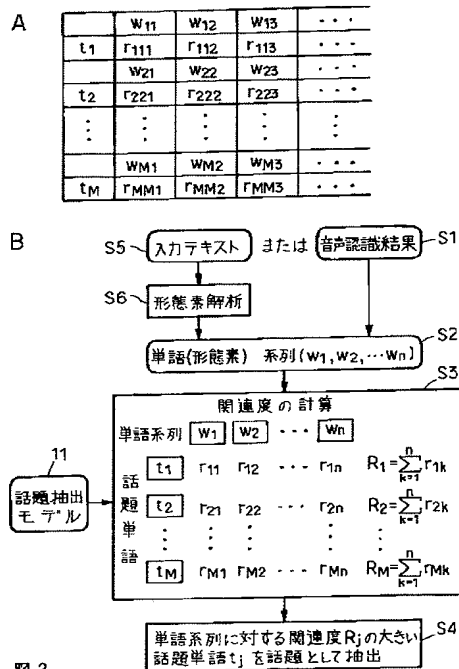 A
w11 w12 w13 ・・・
t1 r111 r112 r113 ・・・
w21 w22 w23 ・・・
t2 r221 r222 r223 ・・・
wM1 wM2 wM3 ・・・
tM rMM1 rMM2 rMM3 ・・・
B
S5 入力テキスト または 音声認識結果 S1
S6 形態素解析
S2
単語(形態素) 系列(w1,w2,・・・wn)
S3
関連度の計算
単語系列 w1 w2 ・・・ wn
11
話題抽出
モデル
話題単語
t1 r11 r12 ・・・ r1n R1=∑k=1n r1k
t2 r21 r22 ・・・ r2n R2=∑k=1n r2k
tM rM1 rM2 ・・・ rMn RM=∑k=1n rMk
S4
単語系列に対する関連度Rjの大きい
話題単語tjを話題として抽出
図2